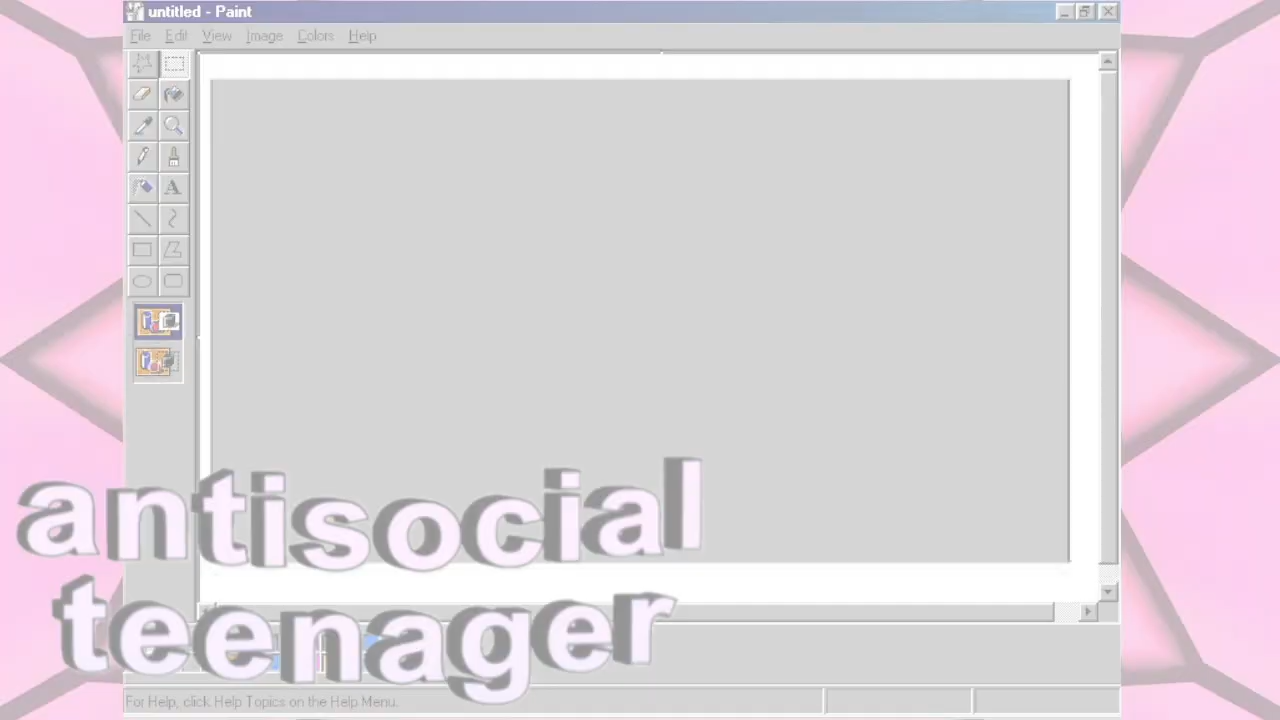 untitled - Paint
File Edit View Image Colors Help
A
antisocial
teenager
For Help, click Help Topics on the Help Menu.